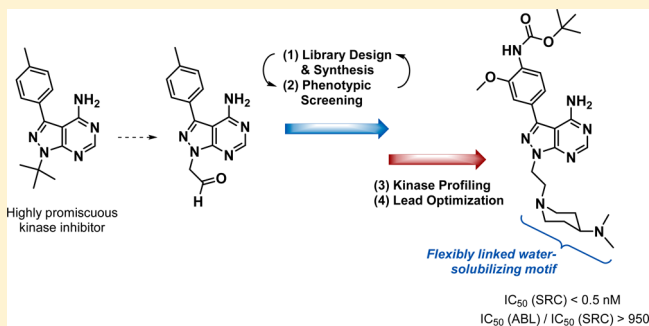 Highly promiscuous
kinase inhibitor
NH₂
N
N
N
N
NH₂
N
N
N
N
O
H
(1) Library Design
& Synthesis
(2) Phenotypic
Screening
(3) Kinase Profiling
(4) Lead Optimization
O
O
NH
O
NH₂
N
N
N
N
N
N
Flexibly linked water-
solubilizing motif
IC₅₀ (SRC) < 0.5 nM
IC₅₀ (ABL) / IC₅₀ (SRC) > 950